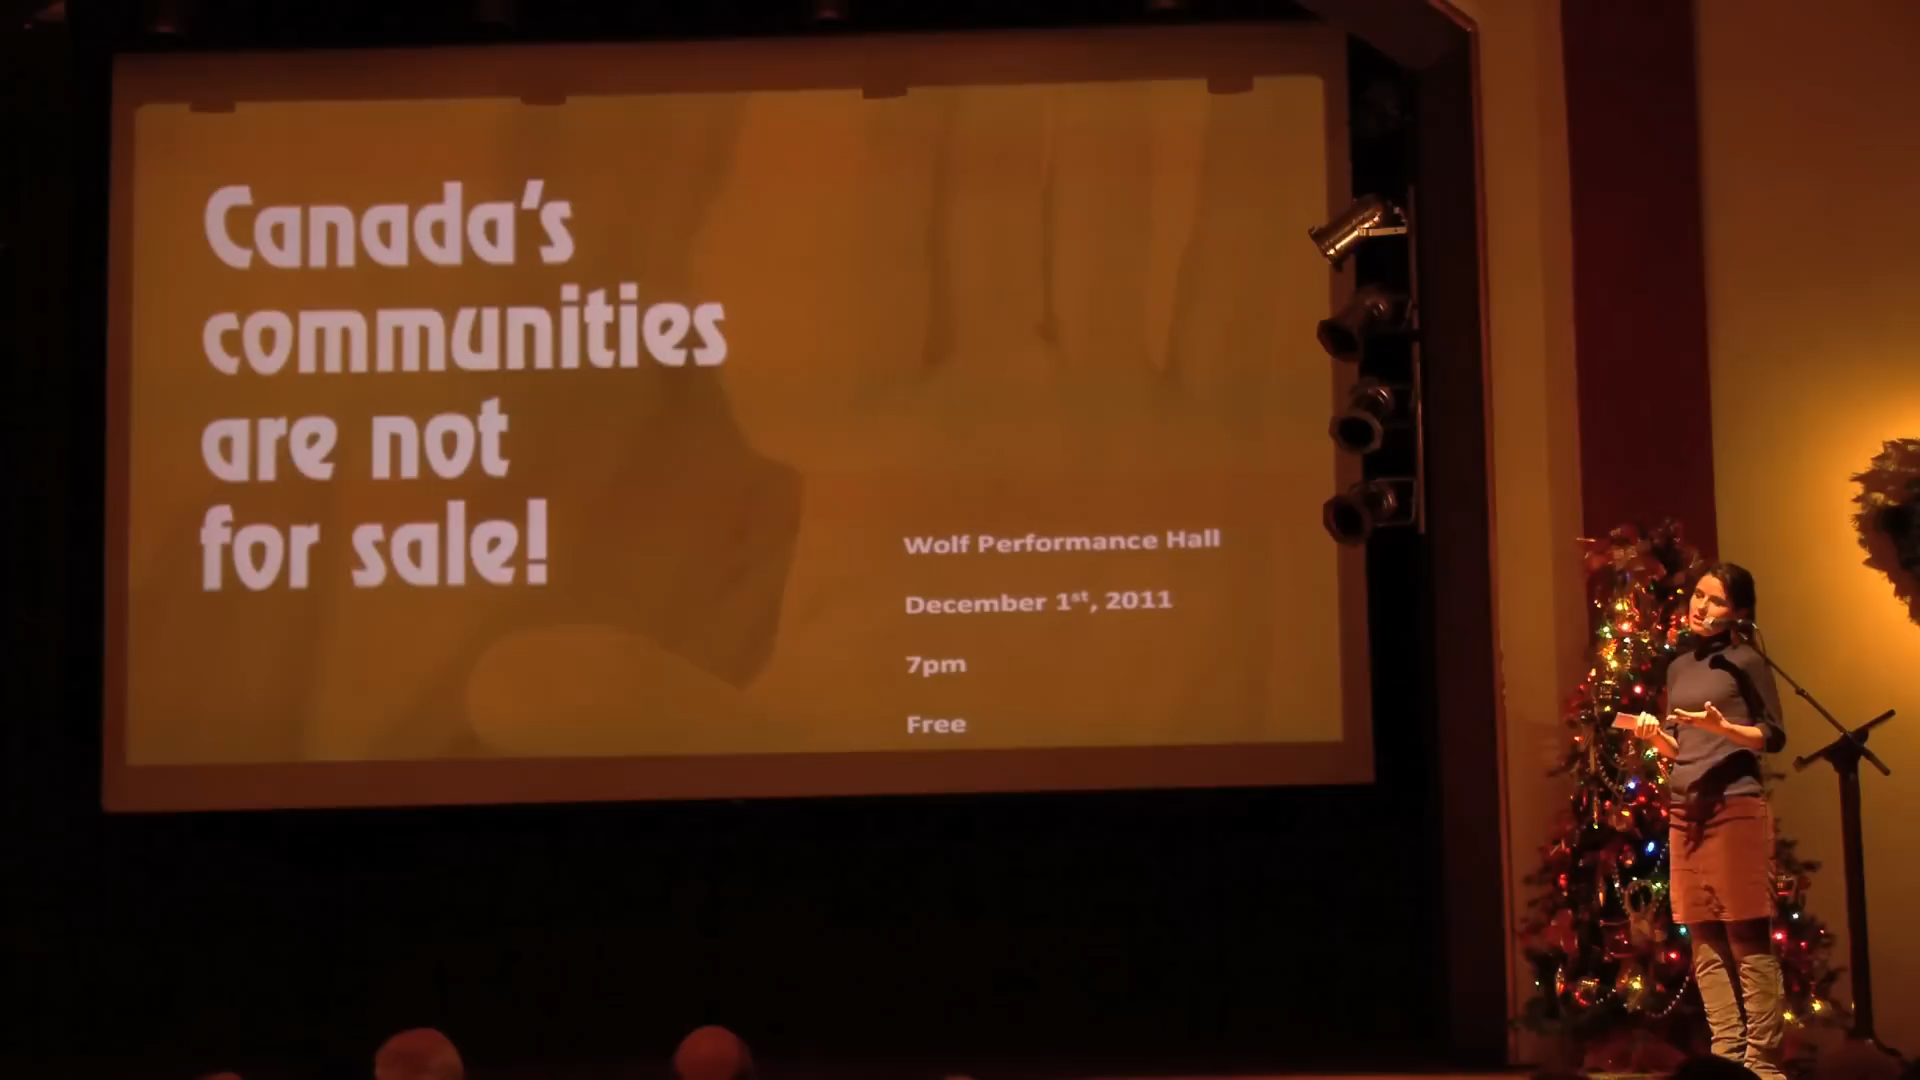 Canada's
communities
are not
for sale!
Wolf Performance Hall
December 1st, 2011
7pm
Free